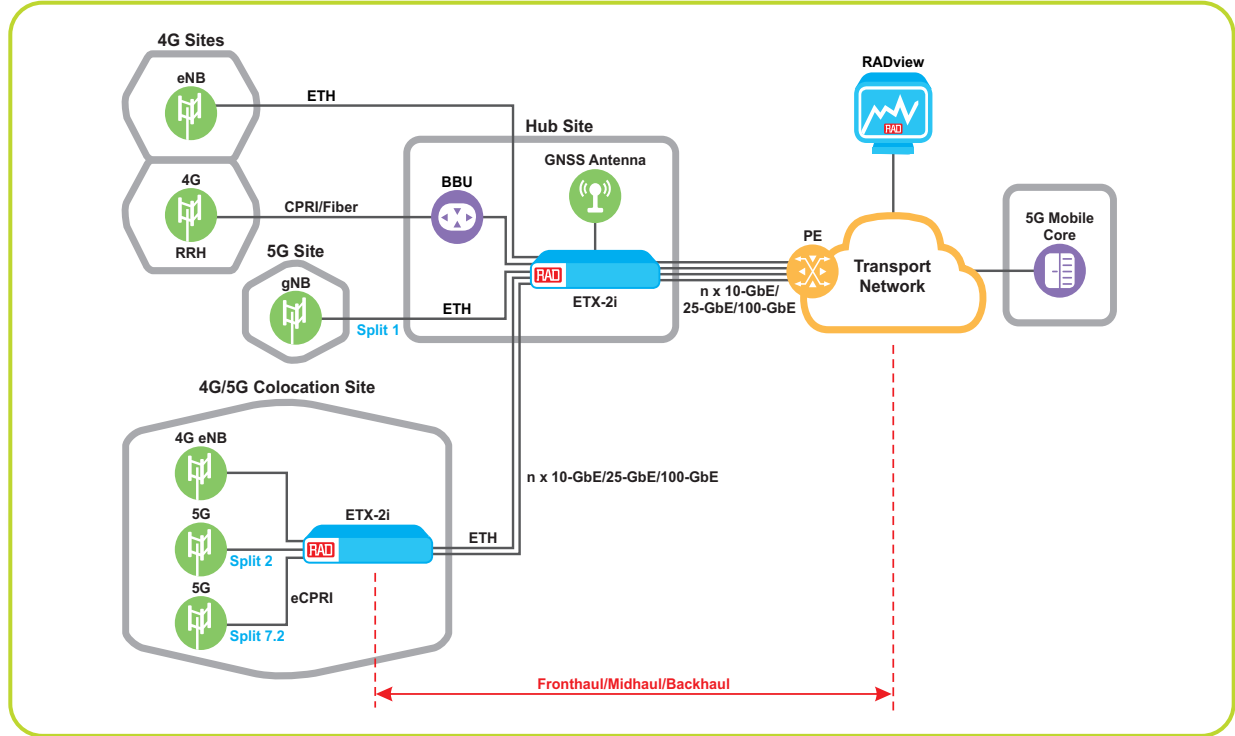 4G Sites
eNB
ETH
RADview
RAD
Hub Site
GNSS Antenna
4G
RRH
CPRI/Fiber
BBU
5G Mobile
Core
PE
Transport
Network
5G Site
gNB
ETH
Split 1
RAD
ETX-2i
n x 10-GbE/
25-GbE/100-GbE
4G/5G Colocation Site
4G eNB
n x 10-GbE/25-GbE/100-GbE
5G
Split 2
ETX-2i
RAD
ETH
5G
eCPRI
Split 7.2
Fronthaul/Midhaul/Backhaul